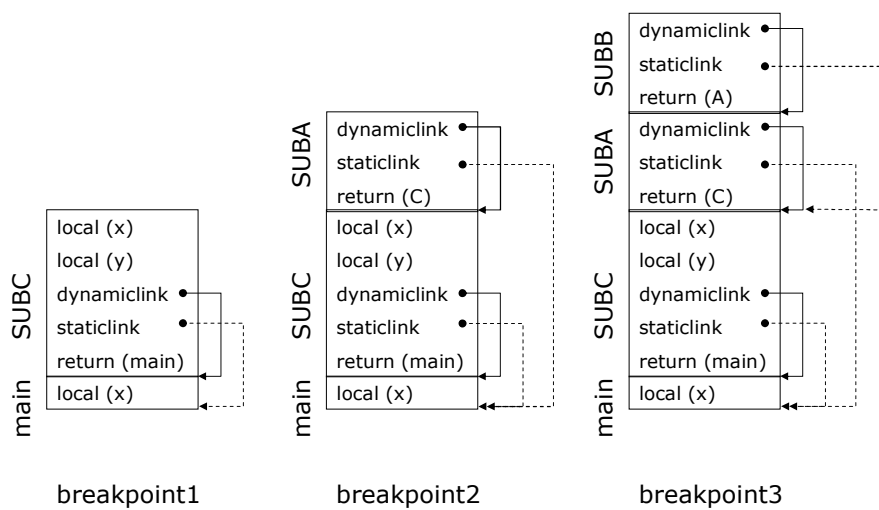 SUBC
local (x)
local (y)
dynamiclink
staticlink
return (main)
main
local (x)
breakpoint1
SUBA
dynamiclink
staticlink
return (C)
SUBC
local (x)
local (y)
dynamiclink
staticlink
return (main)
main
local (x)
breakpoint2
SUBB
dynamiclink
staticlink
return (A)
SUBA
dynamiclink
staticlink
return (C)
SUBC
local (x)
local (y)
dynamiclink
staticlink
return (main)
main
local (x)
breakpoint3